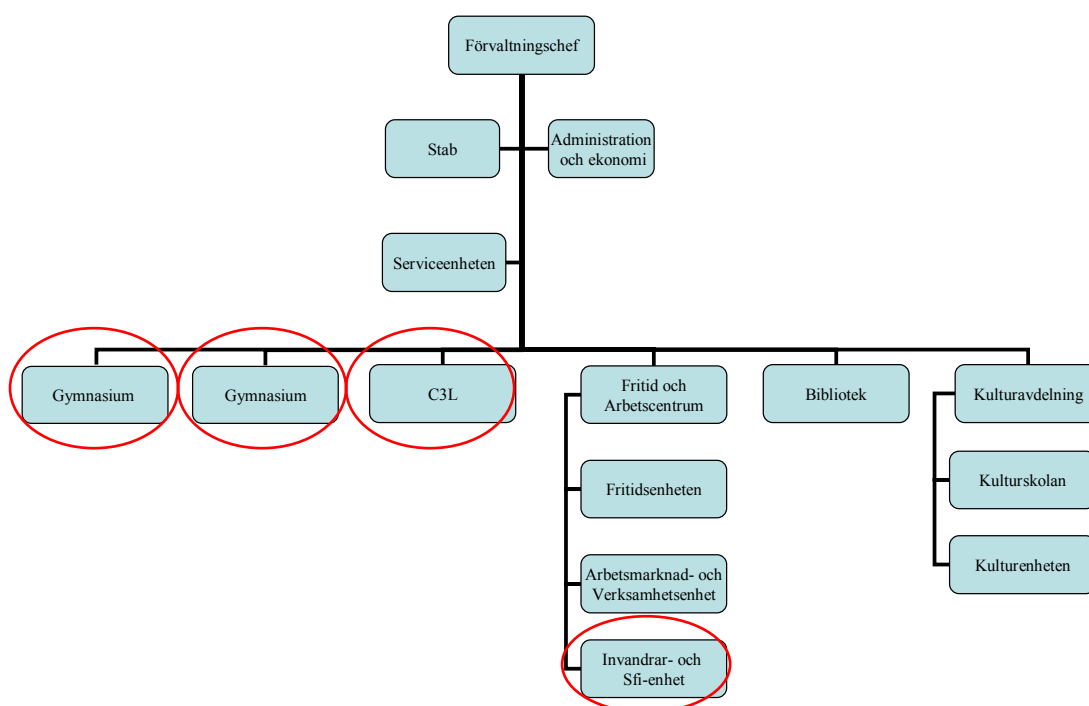 Förvaltningschef
Stab
Administration
och ekonomi
Serviceenheten
Gymnasium
Gymnasium
C3L
Fritid och
Arbetscentrum
Bibliotek
Kulturavdelning
Fritidsenheten
Kulturskolan
Arbetsmarknad- och
Verksamhetsenhet
Kulturenheten
Invandrar- och
Sfi-enhet